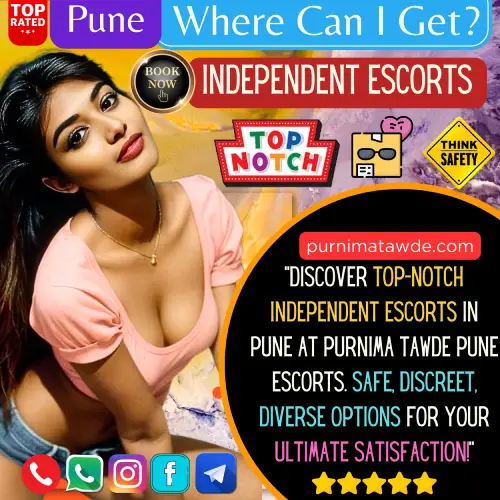 TOP
RATED
Pune
Where Can I Get?
BOOK
NOW
INDEPENDENT ESCORTS
TOP
NOTCH
THINK
SAFETY
purnimatawde.com
"DISCOVER TOP-NOTCH
INDEPENDENT ESCORTS IN
PUNE AT PURNIMA TAWDE PUNE
ESCORTS. SAFE, DISCREET,
DIVERSE OPTIONS FOR YOUR
ULTIMATE SATISFACTION!"